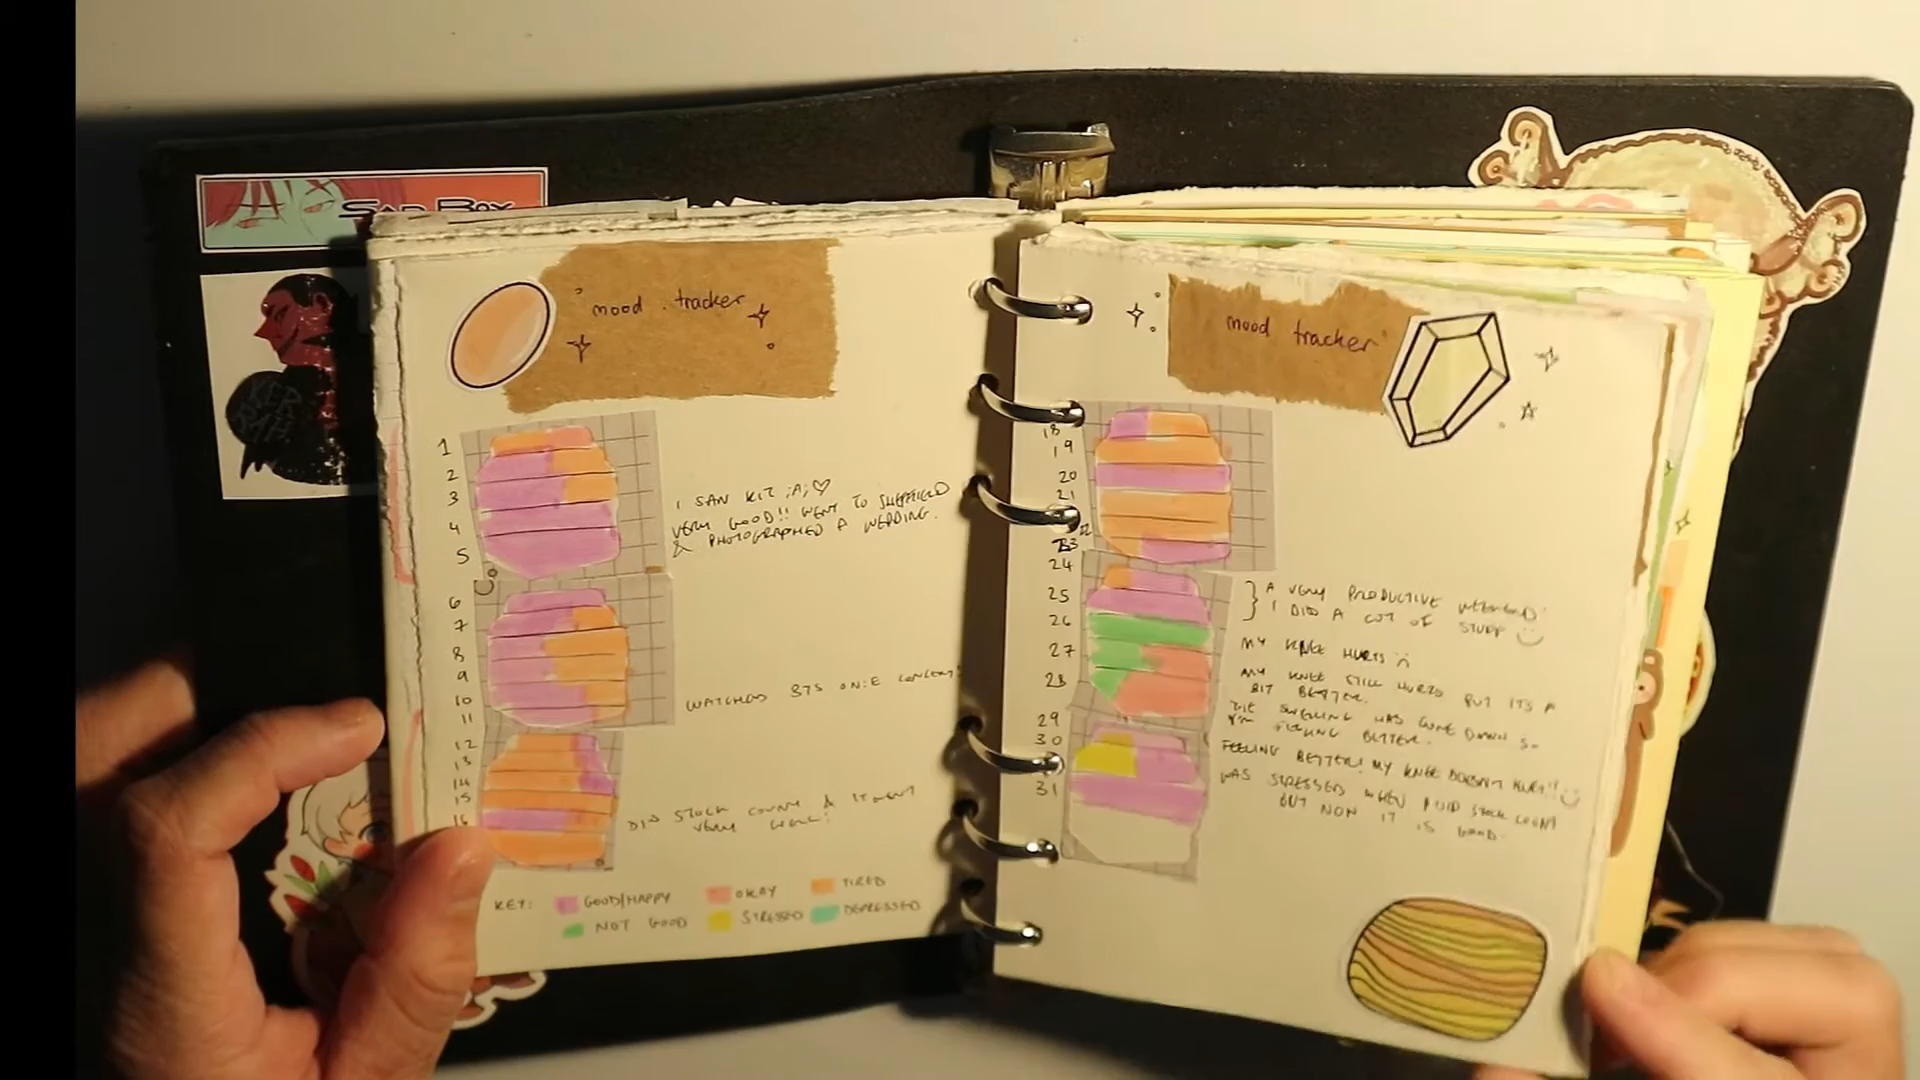 SAD BOY
mood tracker
1
2
3
4
5
6
7
8
9
10
11
12
13
14
15
16
I SAW KIT ;A;♡
VERY GOOD!! WENT TO SHEFFIELD
& PHOTOGRAPHED A WEDDING.
WATCHED BTS ON:E CONCERT!
DID STOCK COUNT & IT WENT
VERY WELL!
KEY: GOOD/HAPPY OKAY TIRED
NOT GOOD STRESSED DEPRESSED
mood tracker
18
19
20
21
22
23
24
25
26
27
28
29
30
31
A VERY PRODUCTIVE WEEKEND!
I DID A LOT OF STUFF
MY KNEE HURTS
MY KNEE STILL HURTS BUT ITS A
BIT BETTER.
THE SWELLING HAS GONE DOWN SO
I'M FEELING BETTER.
FEELING BETTER! MY KNEE DOESN'T HURT!!
WAS STRESSED WHEN I DID STOCK COUNT
BUT NOW IT IS GOOD.